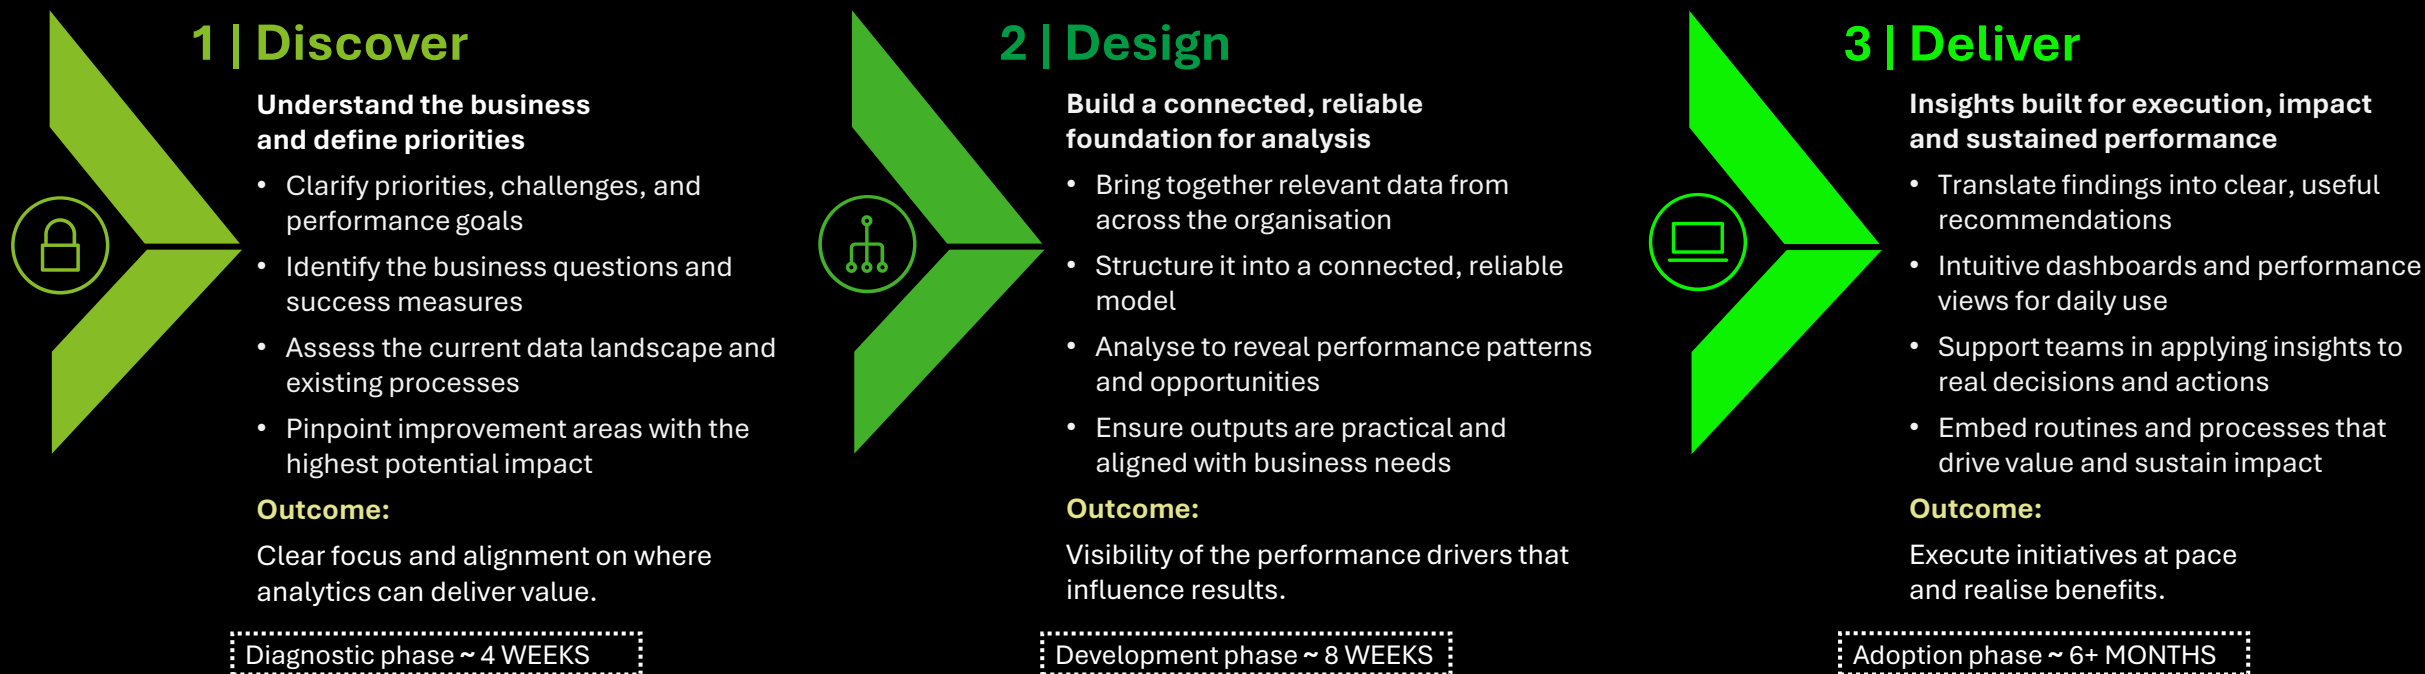 1 | Discover
Understand the business
and define priorities
• Clarify priorities, challenges, and
performance goals
• Identify the business questions and
success measures
• Assess the current data landscape and
existing processes
• Pinpoint improvement areas with the
highest potential impact
Outcome:
Clear focus and alignment on where
analytics can deliver value.
Diagnostic phase ~ 4 WEEKS
2 | Design
Build a connected, reliable
foundation for analysis
• Bring together relevant data from
across the organisation
• Structure it into a connected, reliable
model
• Analyse to reveal performance patterns
and opportunities
• Ensure outputs are practical and
aligned with business needs
Outcome:
Visibility of the performance drivers that
influence results.
Development phase ~ 8 WEEKS
3 | Deliver
Insights built for execution, impact
and sustained performance
• Translate findings into clear, useful
recommendations
• Intuitive dashboards and performance
views for daily use
• Support teams in applying insights to
real decisions and actions
• Embed routines and processes that
drive value and sustain impact
Outcome:
Execute initiatives at pace
and realise benefits.
Adoption phase ~ 6+ MONTHS